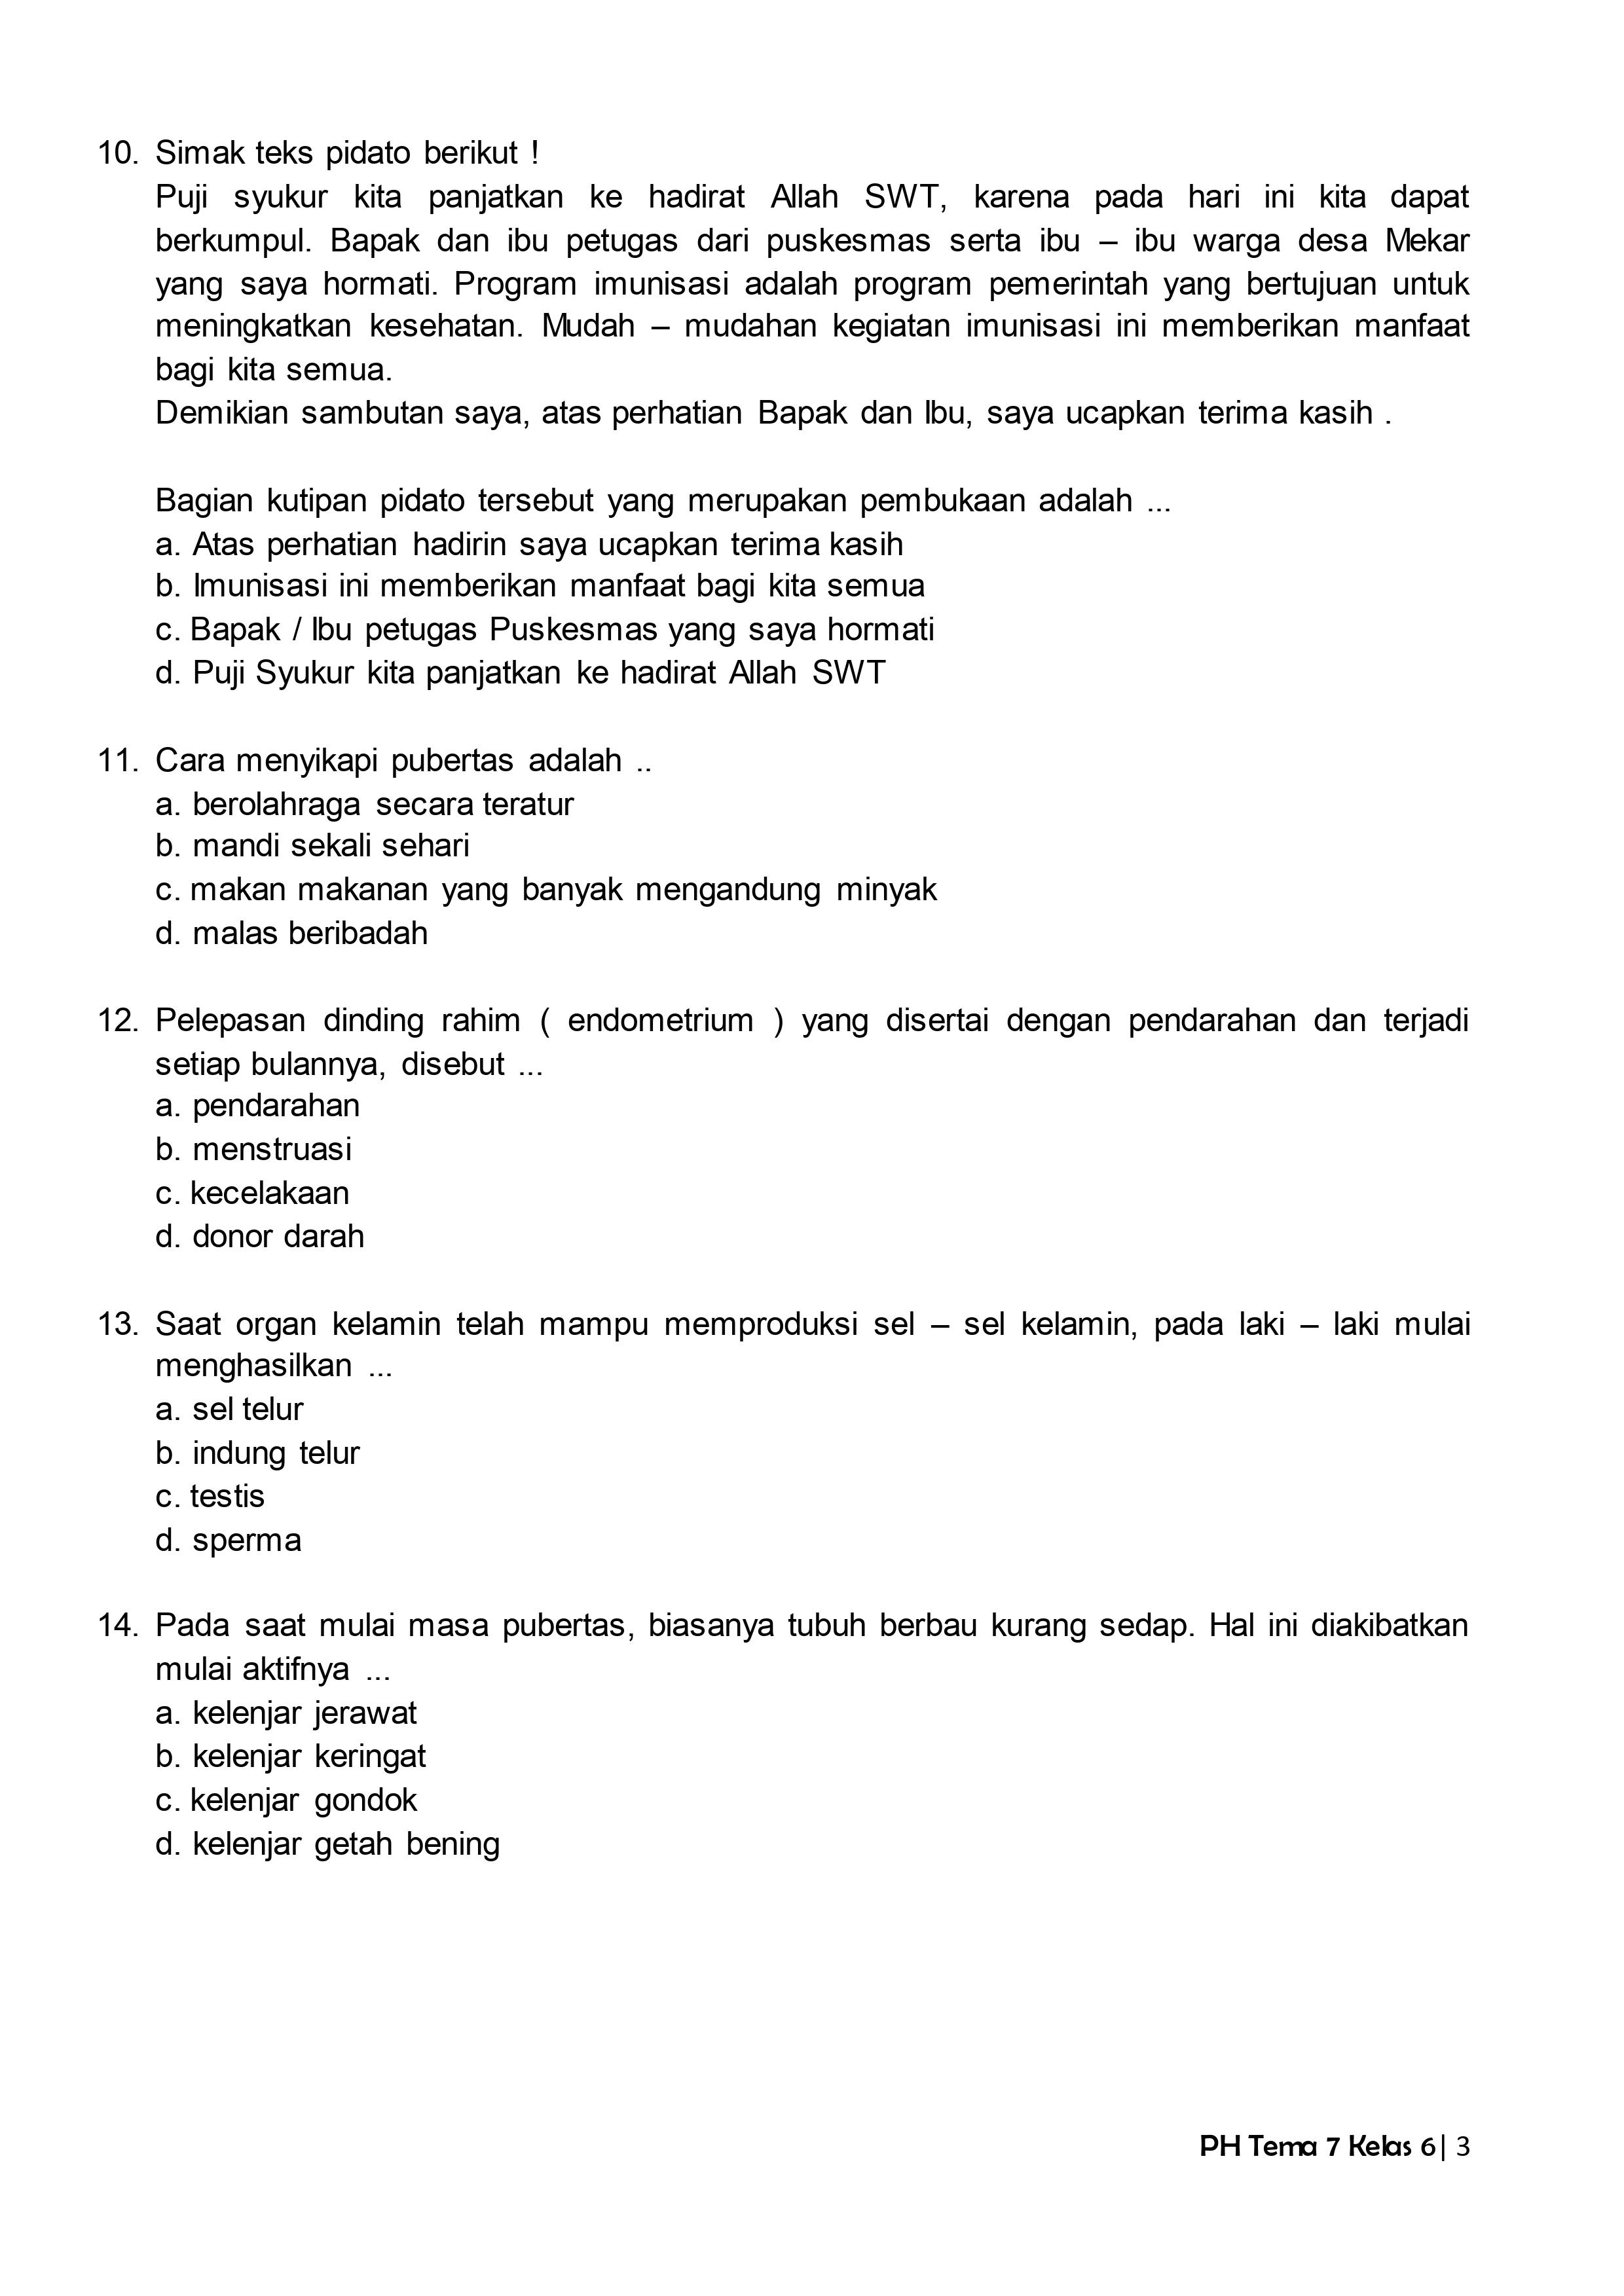 10. Simak teks pidato berikut !
Puji syukur kita panjatkan ke hadirat Allah SWT, karena pada hari ini kita dapat
berkumpul. Bapak dan ibu petugas dari puskesmas serta ibu – ibu warga desa Mekar
yang saya hormati. Program imunisasi adalah program pemerintah yang bertujuan untuk
meningkatkan kesehatan. Mudah – mudahan kegiatan imunisasi ini memberikan manfaat
bagi kita semua.
Demikian sambutan saya, atas perhatian Bapak dan Ibu, saya ucapkan terima kasih .
Bagian kutipan pidato tersebut yang merupakan pembukaan adalah ...
a. Atas perhatian hadirin saya ucapkan terima kasih
b. Imunisasi ini memberikan manfaat bagi kita semua
c. Bapak / Ibu petugas Puskesmas yang saya hormati
d. Puji Syukur kita panjatkan ke hadirat Allah SWT
11. Cara menyikapi pubertas adalah ..
a. berolahraga secara teratur
b. mandi sekali sehari
c. makan makanan yang banyak mengandung minyak
d. malas beribadah
12. Pelepasan dinding rahim ( endometrium ) yang disertai dengan pendarahan dan terjadi
setiap bulannya, disebut ...
a. pendarahan
b. menstruasi
c. kecelakaan
d. donor darah
13. Saat organ kelamin telah mampu memproduksi sel – sel kelamin, pada laki – laki mulai
menghasilkan ...
a. sel telur
b. indung telur
c. testis
d. sperma
14. Pada saat mulai masa pubertas, biasanya tubuh berbau kurang sedap. Hal ini diakibatkan
mulai aktifnya ...
a. kelenjar jerawat
b. kelenjar keringat
c. kelenjar gondok
d. kelenjar getah bening
PH Tema 7 Kelas 6| 3